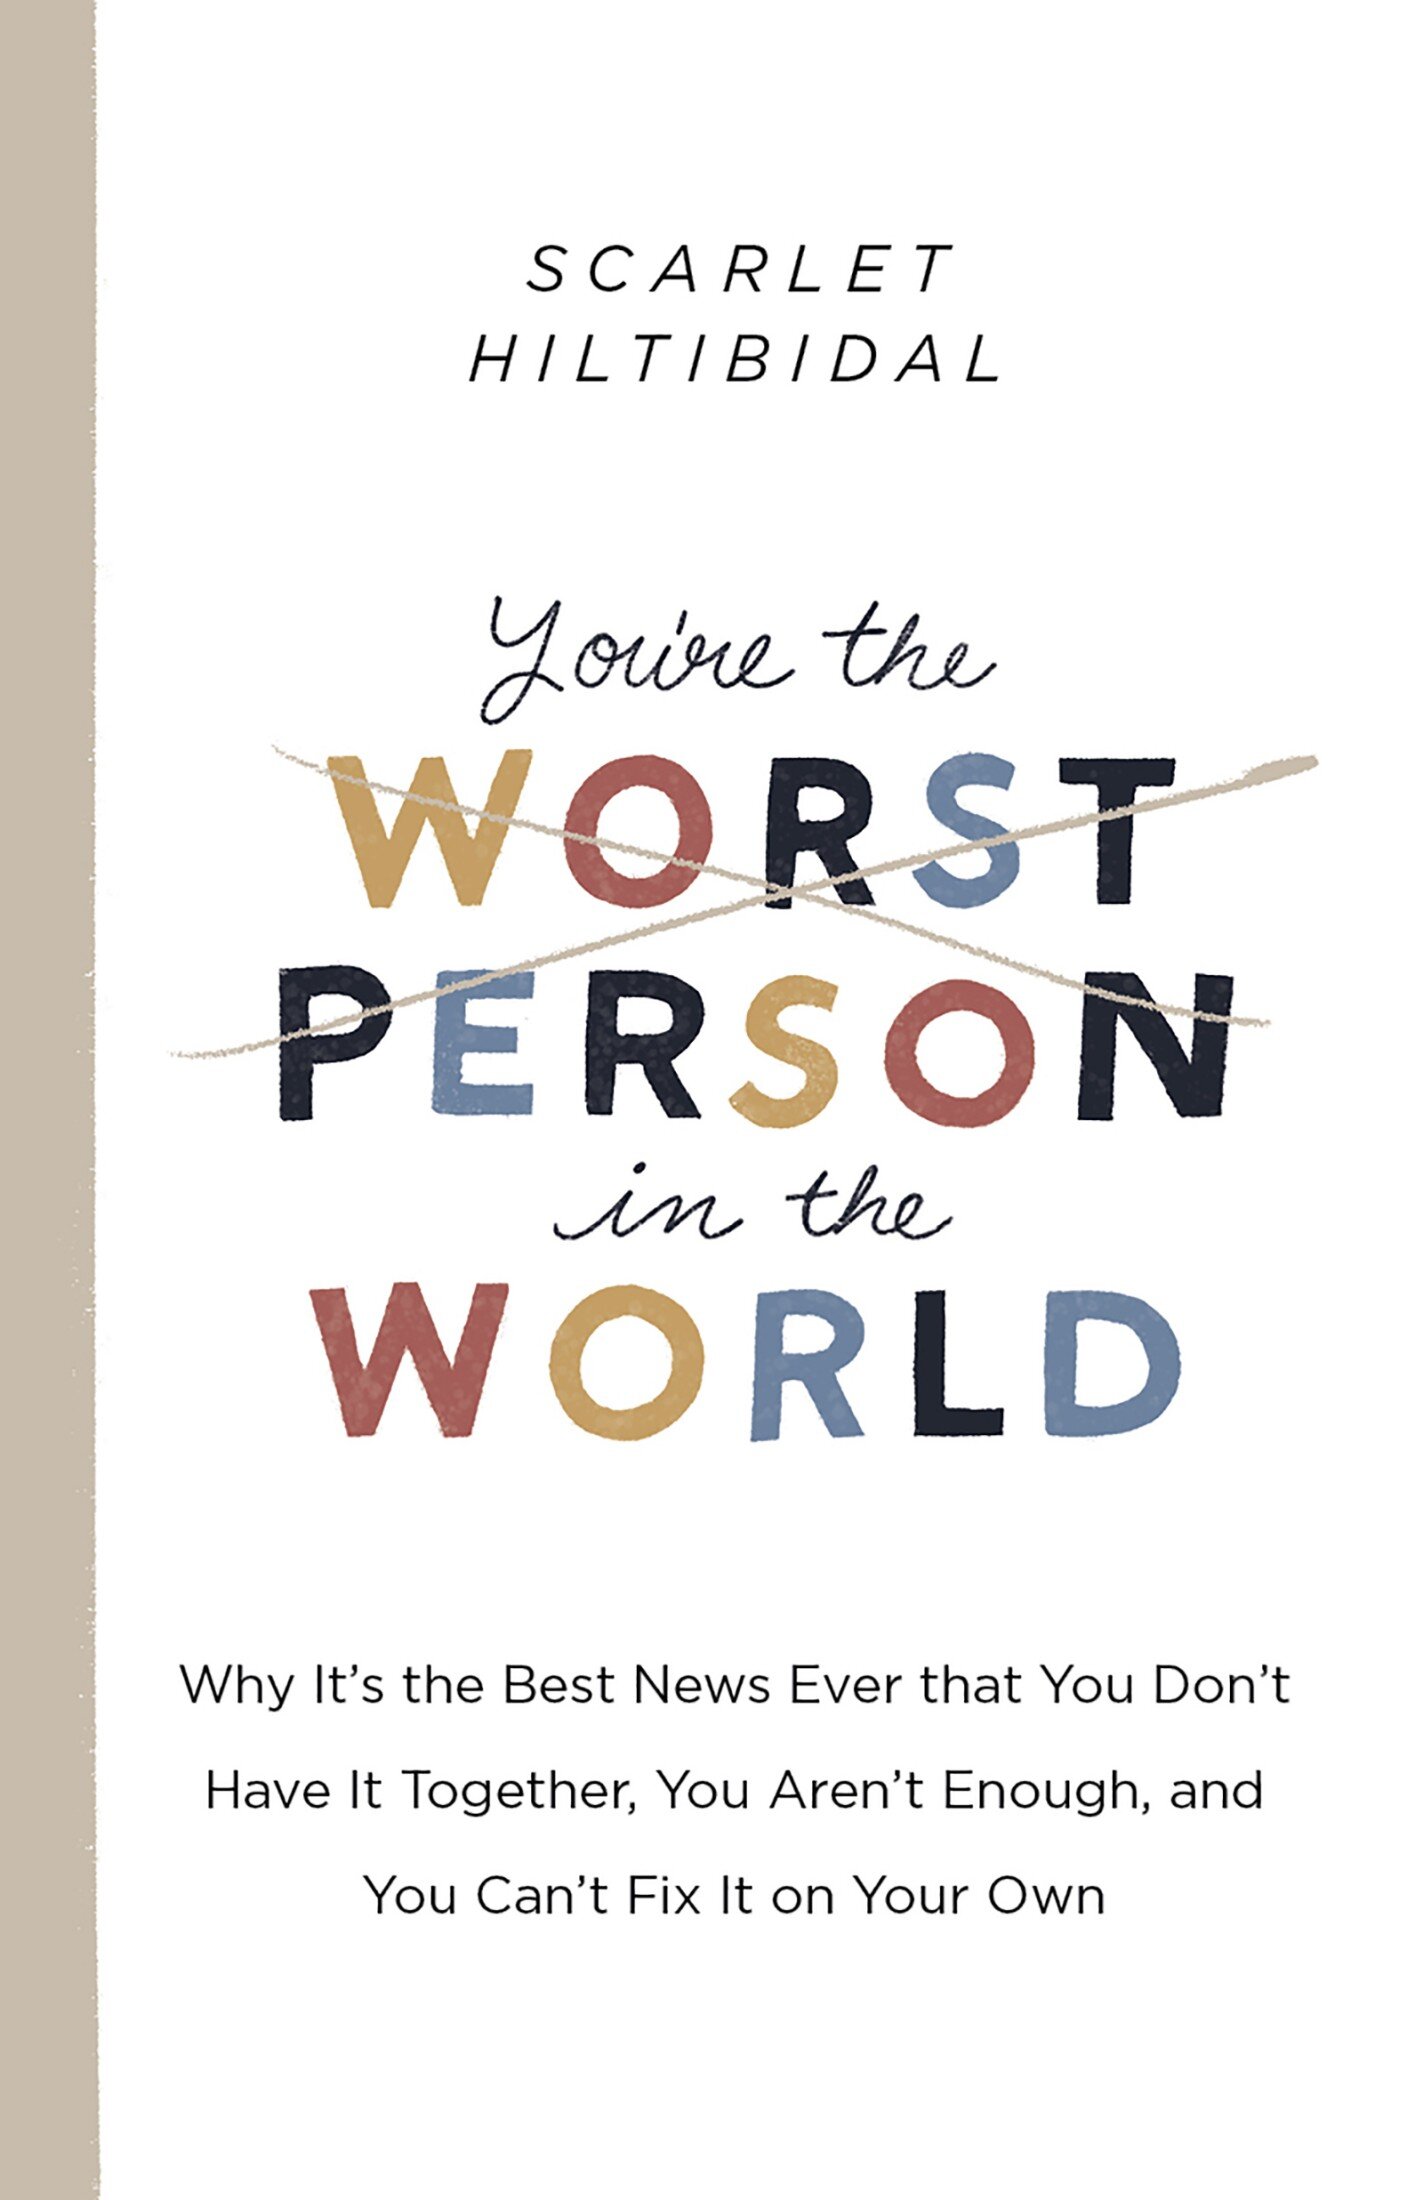 SCARLET
HILTIBIDAL
You're the
WORST
PERSON
in the
WORLD
Why It’s the Best News Ever that You Don’t
Have It Together, You Aren’t Enough, and
You Can’t Fix It on Your Own